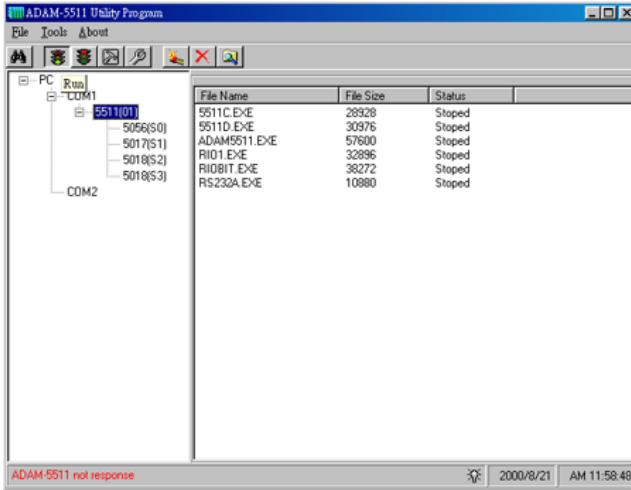 ADAM-5511 Utility Program
File Tools About
PC
Run
COM1
5511(01)
5056(S0)
5017(S1)
5018(S2)
5018(S3)
COM2
File Name File Size Status
5511C.EXE 28928 Stoped
5511D.EXE 30976 Stoped
ADAM5511.EXE 57600 Stoped
RIO1.EXE 32896 Stoped
RIOBIT.EXE 38272 Stoped
RS232A.EXE 10880 Stoped
ADAM-5511 not response 2000/8/21 AM 11:58:48